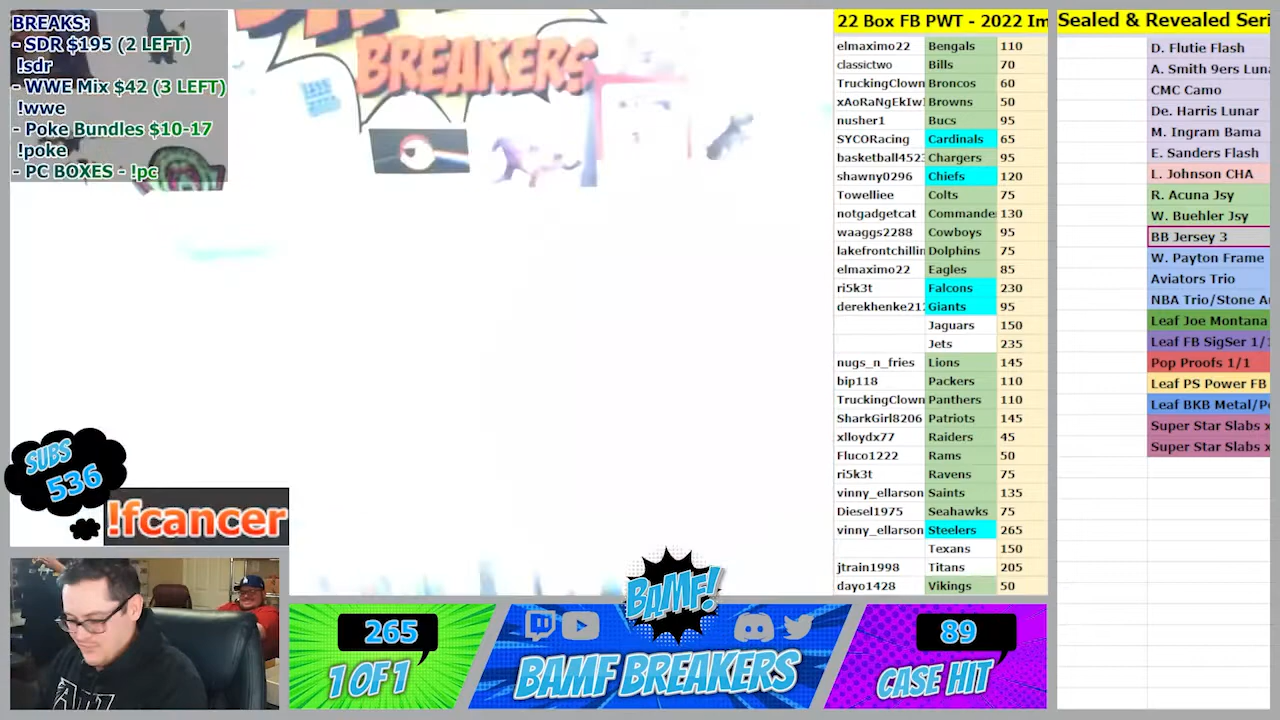 BREAKS:
- SDR $195 (2 LEFT)
!sdr
- WWE Mix $42 (3 LEFT)
!wwe
- Poke Bundles $10-17
!poke
- PC BOXES - !pc
BREAKERS
SUBS
536
!fcancer
22 Box FB PWT - 2022 Im
elmaximo22 Bengals 110
classictwo Bills 70
TruckingClown Broncos 60
xAoRaNgEkIw Browns 50
nusher1 Bucs 95
SYCORacing Cardinals 65
basketball452 Chargers 95
shawny0296 Chiefs 120
Towelliee Colts 75
notgadgetcat Commande 130
waaggs2288 Cowboys 95
lakefrontchillin Dolphins 75
elmaximo22 Eagles 85
ri5k3t Falcons 230
derekhenke21 Giants 95
Jaguars 150
Jets 235
nugs_n_fries Lions 145
bip118 Packers 110
TruckingClown Panthers 110
SharkGirl8206 Patriots 145
xlloydx77 Raiders 45
Fluco1222 Rams 50
ri5k3t Ravens 75
vinny_ellarson Saints 135
Diesel1975 Seahawks 75
vinny_ellarson Steelers 265
Texans 150
jtrain1998 Titans 205
dayo1428 Vikings 50
Sealed & Revealed Seri
D. Flutie Flash
A. Smith 9ers Luna
CMC Camo
De. Harris Lunar
M. Ingram Bama
E. Sanders Flash
L. Johnson CHA
R. Acuna Jsy
W. Buehler Jsy
BB Jersey 3
W. Payton Frame
Aviators Trio
NBA Trio/Stone A
Leaf Joe Montana
Leaf FB SigSer 1/
Pop Proofs 1/1
Leaf PS Power FB
Leaf BKB Metal/P
Super Star Slabs x
Super Star Slabs x
265
1 OF 1
BAMF!
BAMF BREAKERS
89
CASE HIT